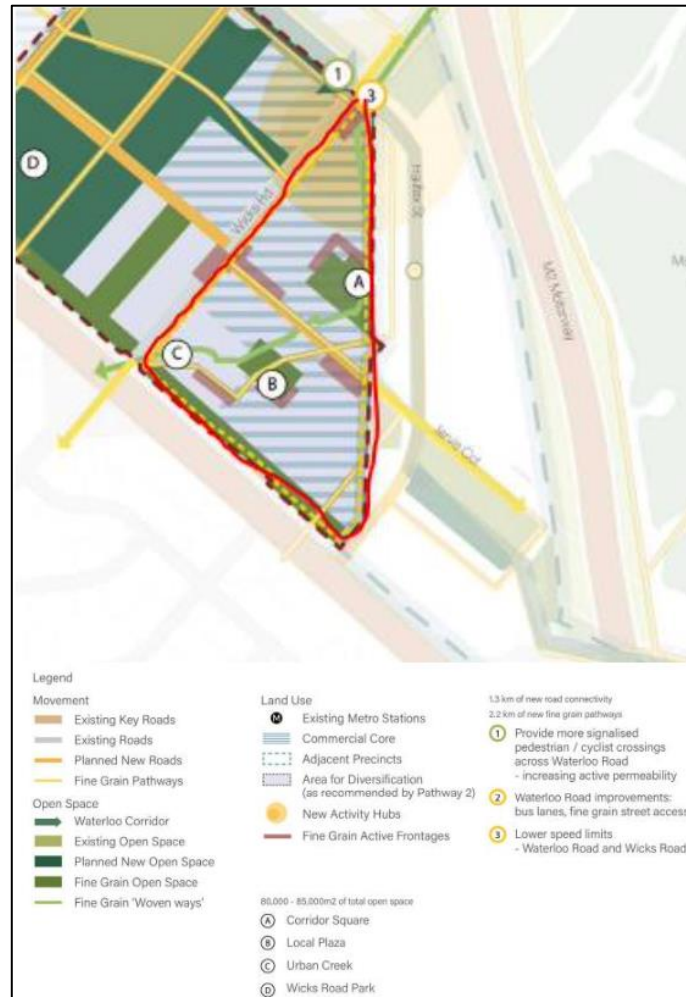 1
3
D
Wicks Rd
A
M2 Motorway
C
B
Legend
Movement
Existing Key Roads
Existing Roads
Planned New Roads
Fine Grain Pathways
Open Space
Waterloo Corridor
Existing Open Space
Planned New Open Space
Fine Grain Open Space
Fine Grain 'Woven ways'
Land Use
M Existing Metro Stations
Commercial Core
Adjacent Precincts
Area for Diversification
(as recommended by Pathway 2)
New Activity Hubs
Fine Grain Active Frontages
80,000 - 85,000m2 of total open space
A Corridor Square
B Local Plaza
C Urban Creek
D Wicks Road Park
1.3 km of new road connectivity
2.2 km of new fine grain pathways
1 Provide more signalised
pedestrian / cyclist crossings
across Waterloo Road
- increasing active permeability
2 Waterloo Road improvements:
bus lanes, fine grain street access
3 Lower speed limits
- Waterloo Road and Wicks Road